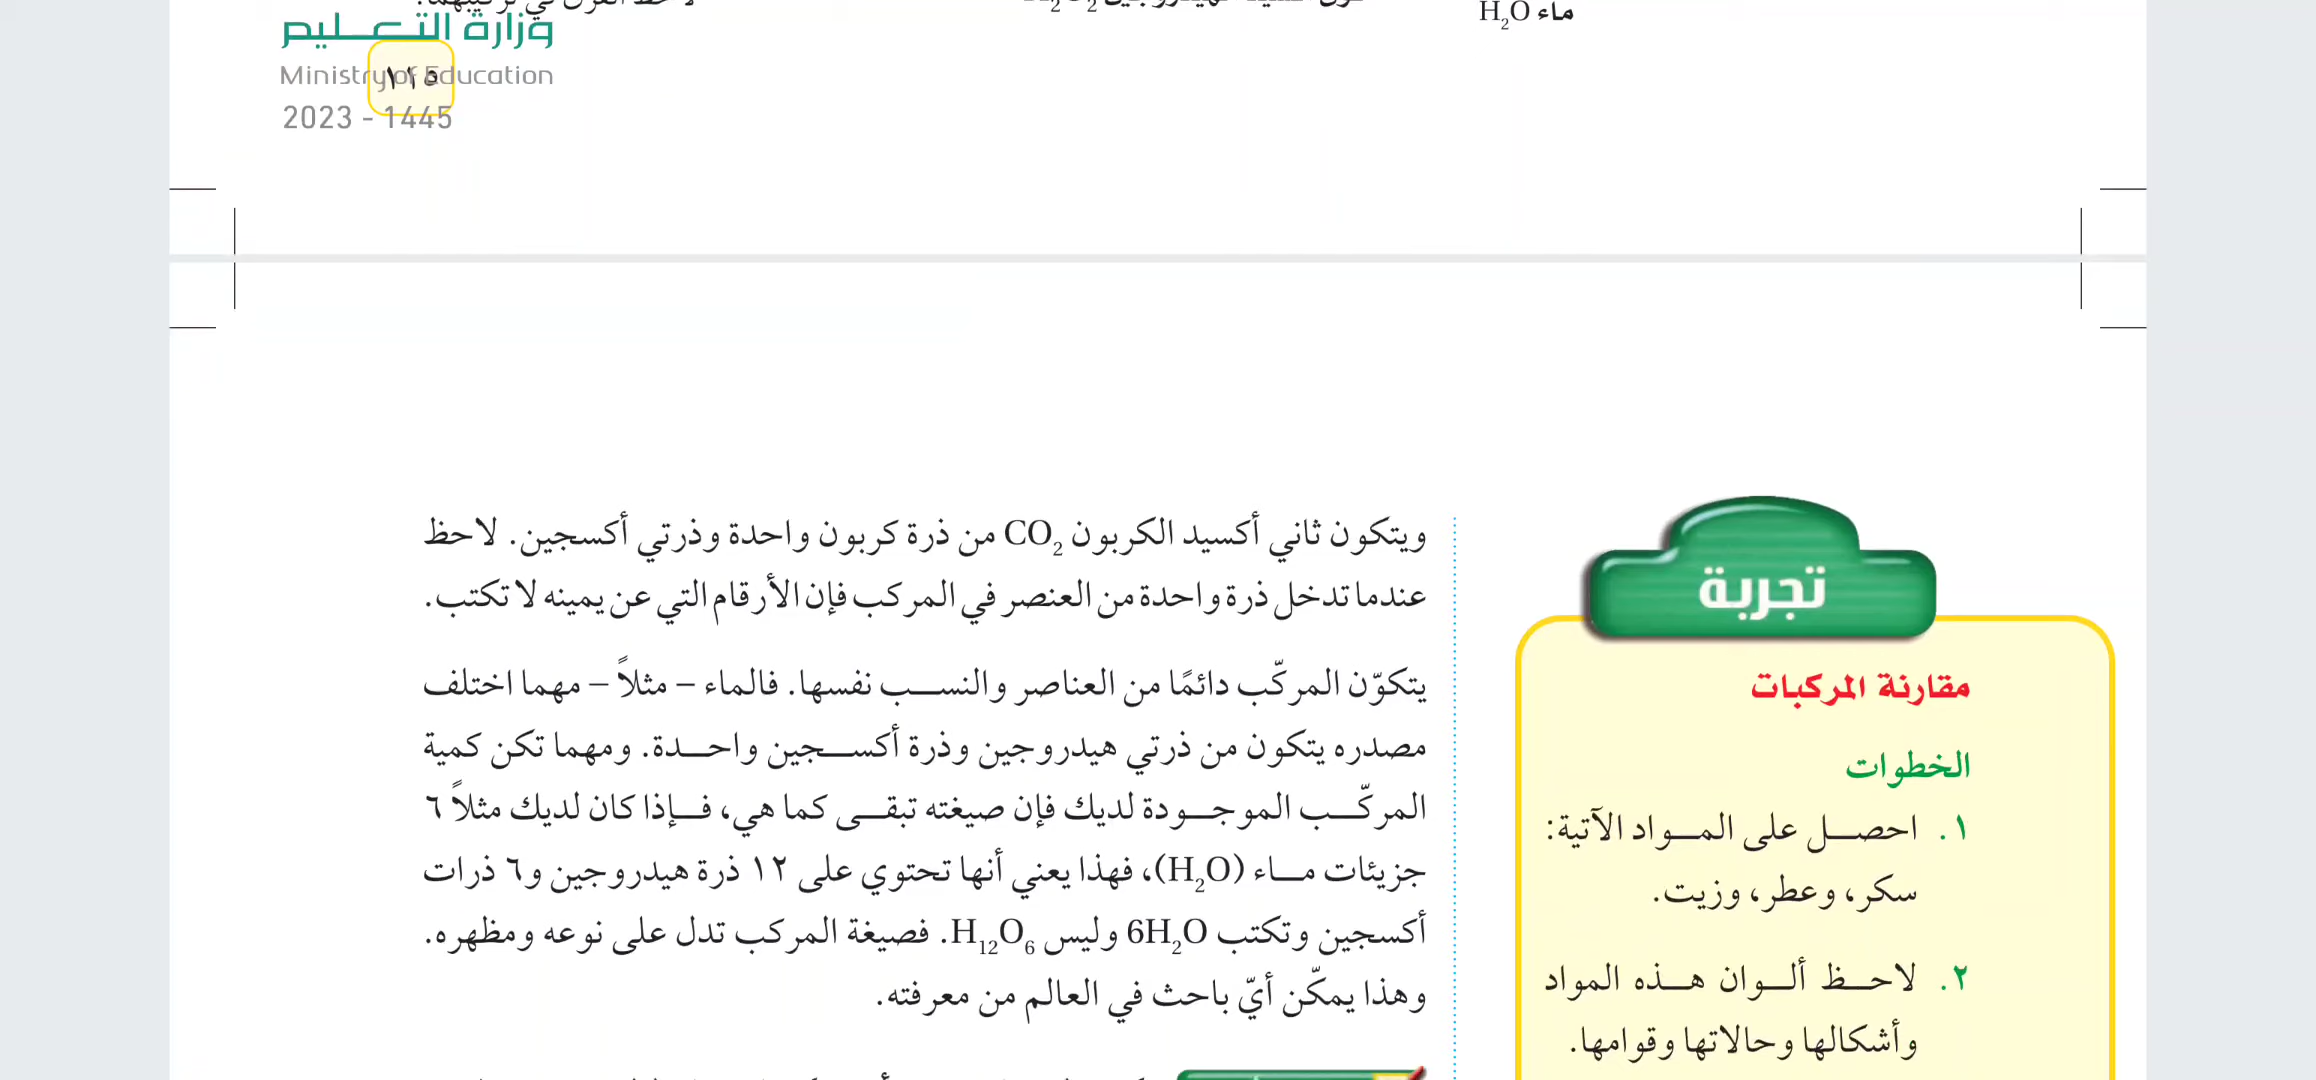 ماء H₂O
وزارة التعليم
Ministry of Education
١١٥
2023 - 1445
ويتكون ثاني أكسيد الكربون CO₂ من ذرة كربون واحدة وذرتي أكسجين. لاحظ
عندما تدخل ذرة واحدة من العنصر في المركب فإن الأرقام التي عن يمينه لا تكتب.
يتكوّن المركّب دائمًا من العناصر والنسب نفسها. فالماء – مثلاً – مهما اختلف
مصدره يتكون من ذرتي هيدروجين وذرة أكسجين واحدة. ومهما تكن كمية
المركّب الموجودة لديك فإن صيغته تبقى كما هي، فإذا كان لديك مثلاً ٦
جزيئات ماء (H₂O)، فهذا يعني أنها تحتوي على ١٢ ذرة هيدروجين و٦ ذرات
أكسجين وتكتب 6H₂O وليس H₁₂O₆. فصيغة المركب تدل على نوعه ومظهره.
وهذا يمكّن أيّ باحث في العالم من معرفته.
تجربة
مقارنة المركبات
الخطوات
١. احصل على المواد الآتية:
سكر، وعطر، وزيت.
٢. لاحظ ألوان هذه المواد
وأشكالها وحالاتها وقوامها.